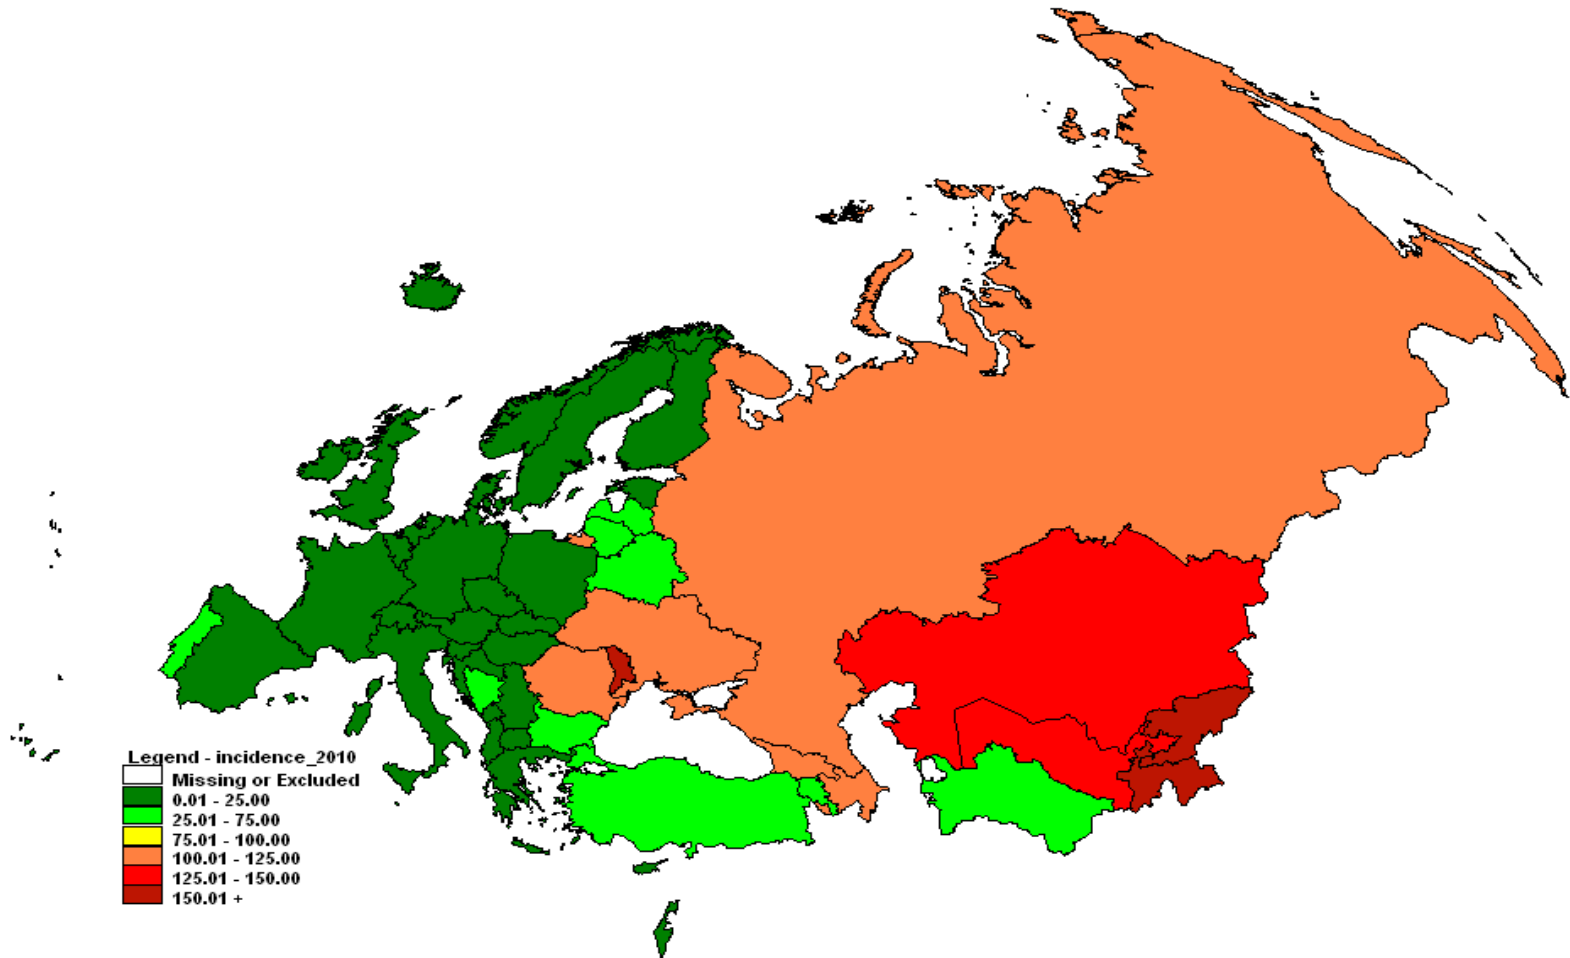 Legend - incidence_2010
Missing or Excluded
0.01 - 25.00
25.01 - 75.00
75.01 - 100.00
100.01 - 125.00
125.01 - 150.00
150.01 +